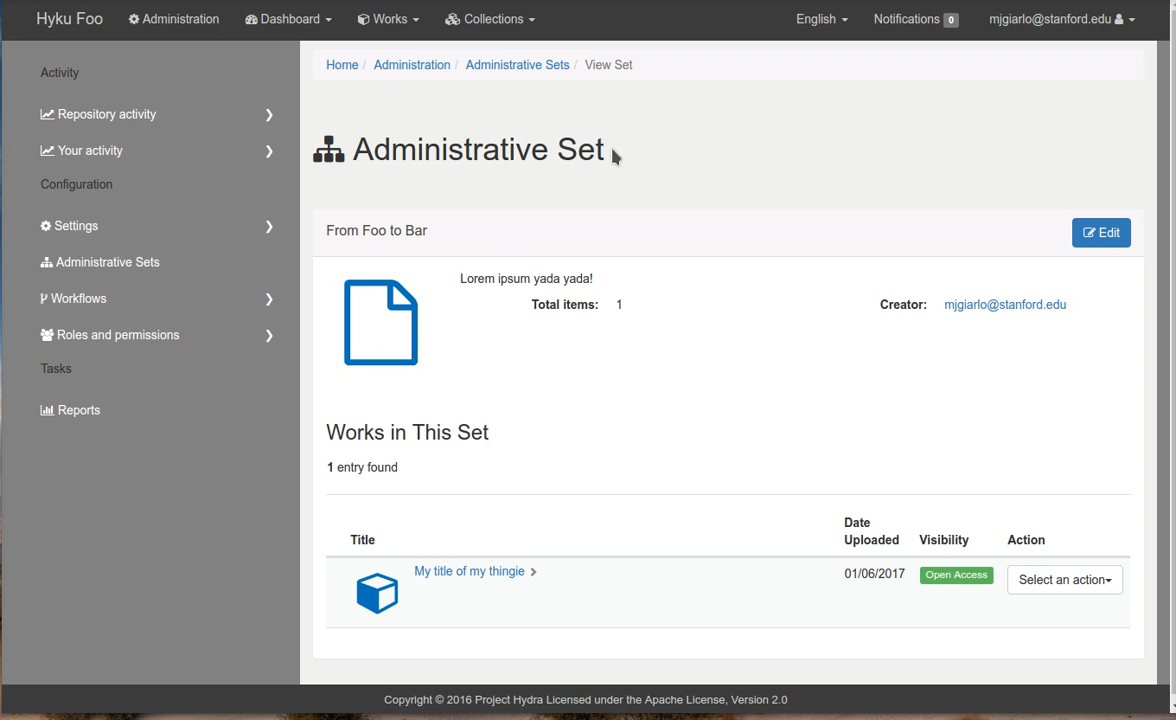 Hyku Foo Administration Dashboard Works Collections English Notifications 0 mjgiarlo@stanford.edu
Activity
Repository activity
Your activity
Configuration
Settings
Administrative Sets
Workflows
Roles and permissions
Tasks
Reports
Home / Administration / Administrative Sets / View Set
Administrative Set
From Foo to Bar
Edit
Lorem ipsum yada yada!
Total items: 1 Creator: mjgiarlo@stanford.edu
Works in This Set
1 entry found
Title Date Uploaded Visibility Action
My title of my thingie 01/06/2017 Open Access Select an action
Copyright © 2016 Project Hydra Licensed under the Apache License, Version 2.0